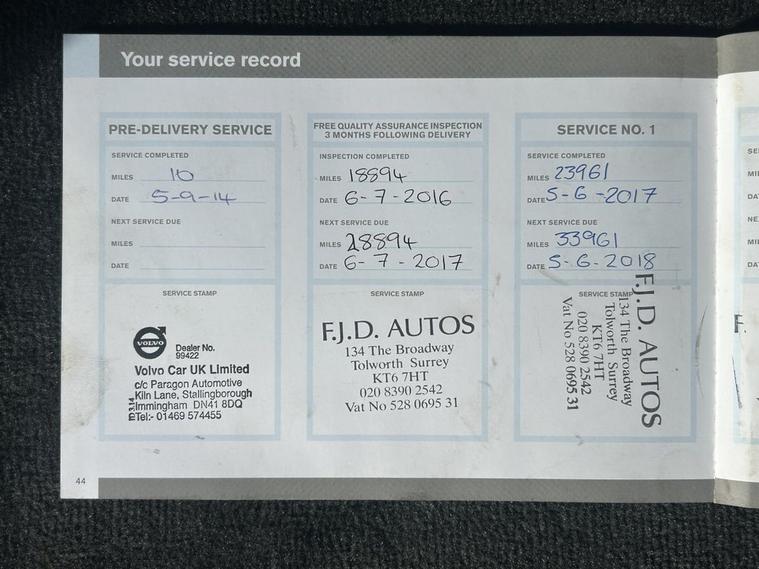 Your service record
PRE-DELIVERY SERVICE
SERVICE COMPLETED
MILES 10
DATE 5-9-14
NEXT SERVICE DUE
MILES
DATE
SERVICE STAMP
VOLVO
Dealer No.
99422
Volvo Car UK Limited
c/o Paragon Automotive
Kiln Lane, Stallingborough
Immingham DN41 8DQ
Tel:- 01469 574455
FREE QUALITY ASSURANCE INSPECTION
3 MONTHS FOLLOWING DELIVERY
INSPECTION COMPLETED
MILES 18894
DATE 6-7-2016
NEXT SERVICE DUE
MILES 28894
DATE 6-7-2017
SERVICE STAMP
F.J.D. AUTOS
134 The Broadway
Tolworth Surrey
KT6 7HT
020 8390 2542
Vat No 528 0695 31
SERVICE NO. 1
SERVICE COMPLETED
MILES 23961
DATE 5-6-2017
NEXT SERVICE DUE
MILES 33961
DATE 5-6-2018
SERVICE STAMP
F.J.D. AUTOS
134 The Broadway
Tolworth Surrey
KT6 7HT
020 8390 2542
Vat No 528 0695 31
44